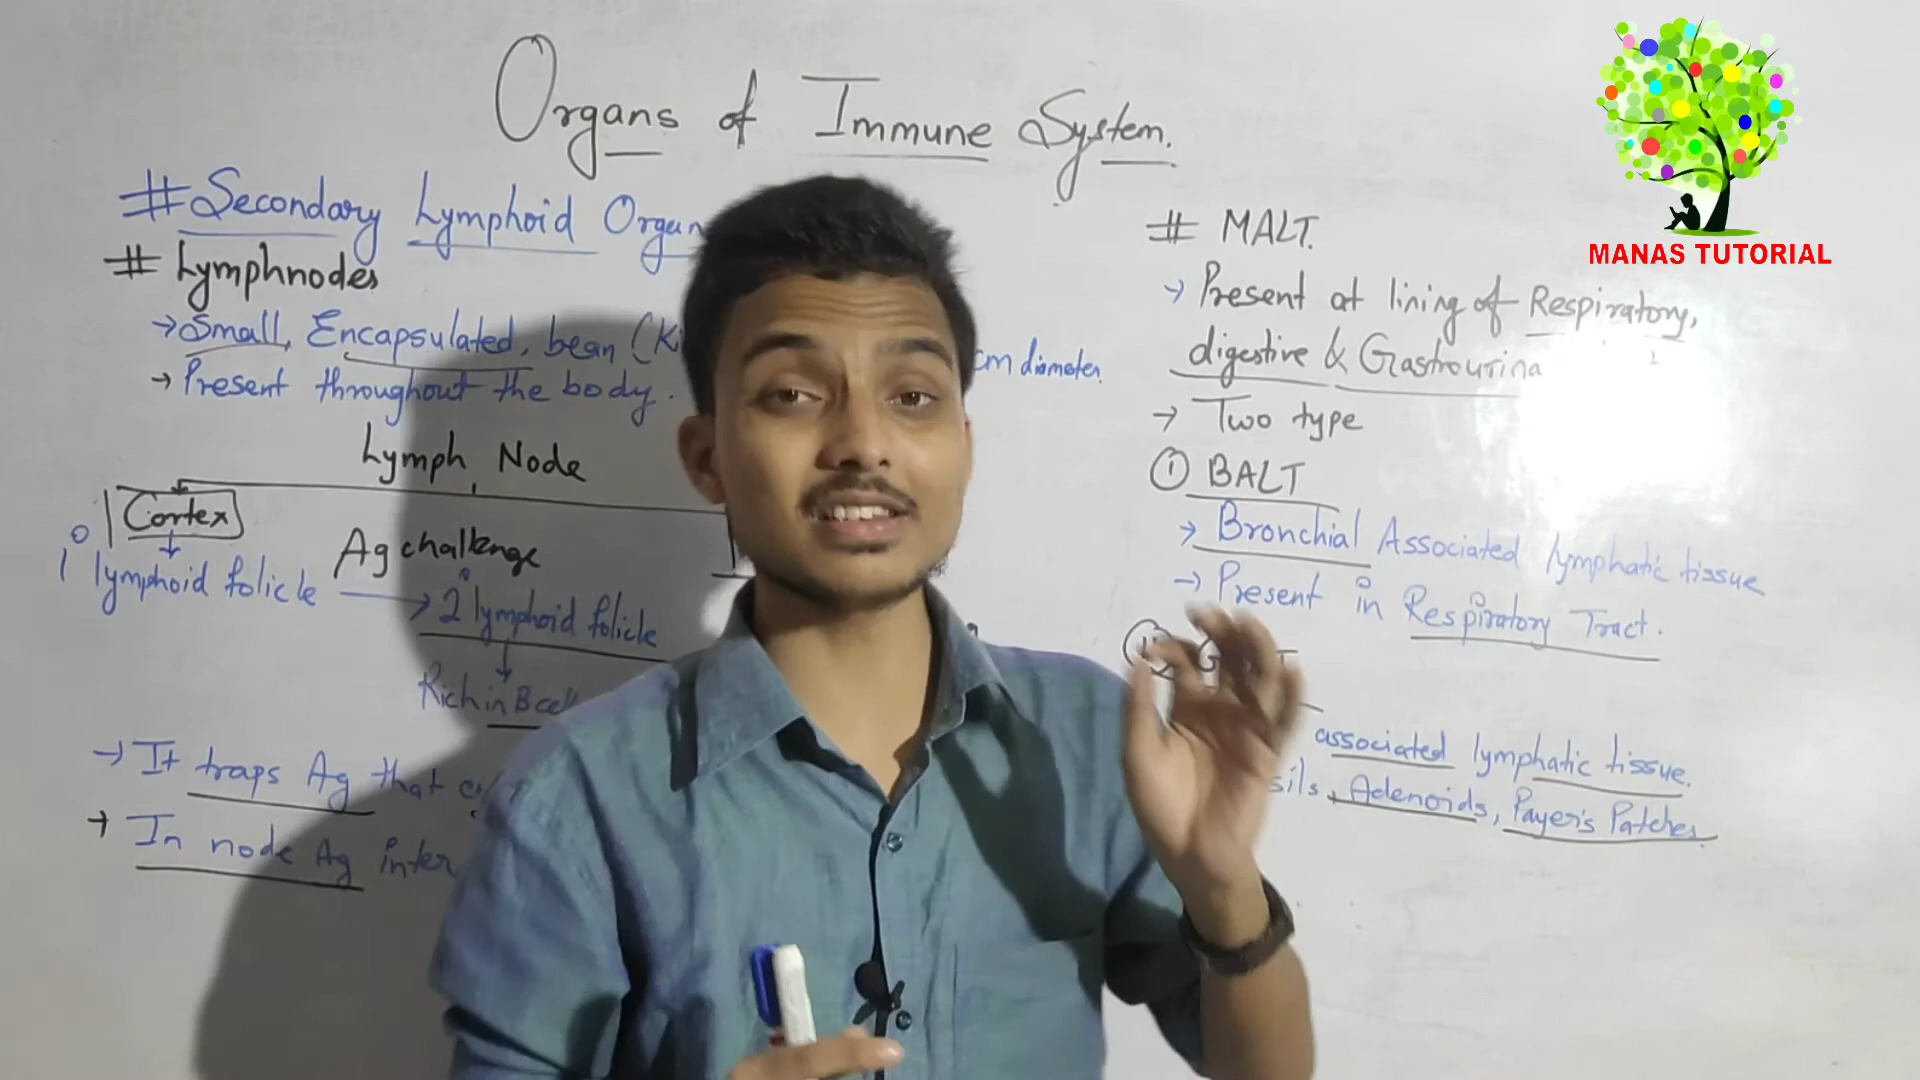 Organs of Immune System.
# Secondary Lymphoid Organ
# Lymphnodes
→ Small, Encapsulated, bean (Ki
cm diameter.
→ Present throughout the body.
Lymph Node
Cortex
Ag challenge
1° lymphoid folicle → 2° lymphoid folicle
Rich in B cell
→ It traps Ag that
→ In node Ag inter
# MALT.
→ Present at lining of Respiratory,
digestive & Gastrourina
→ Two type
① BALT
→ Bronchial Associated lymphatic tissue
→ Present in Respiratory Tract.
associated lymphatic tissue.
sils, Adenoids, Payer's Patches
MANAS TUTORIAL